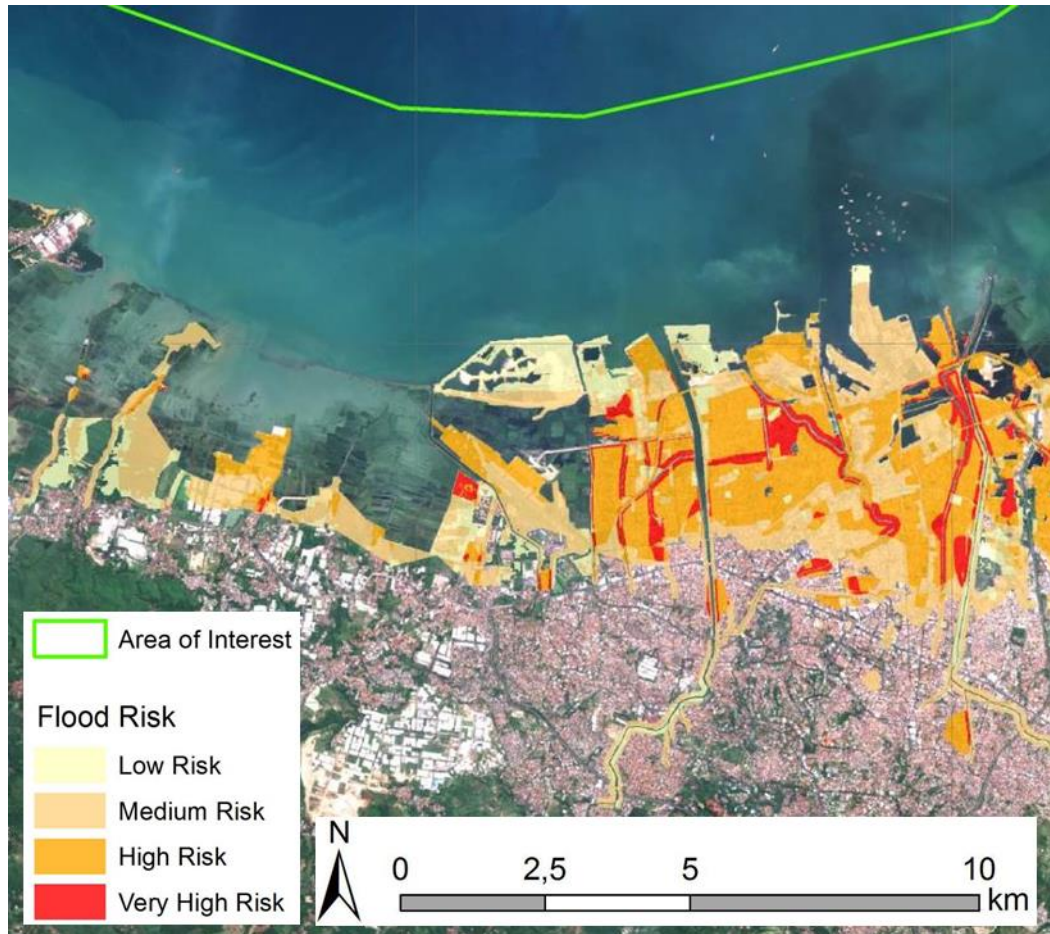 Area of Interest
Flood Risk
Low Risk
Medium Risk
High Risk
Very High Risk
N
0 2,5 5 10
km